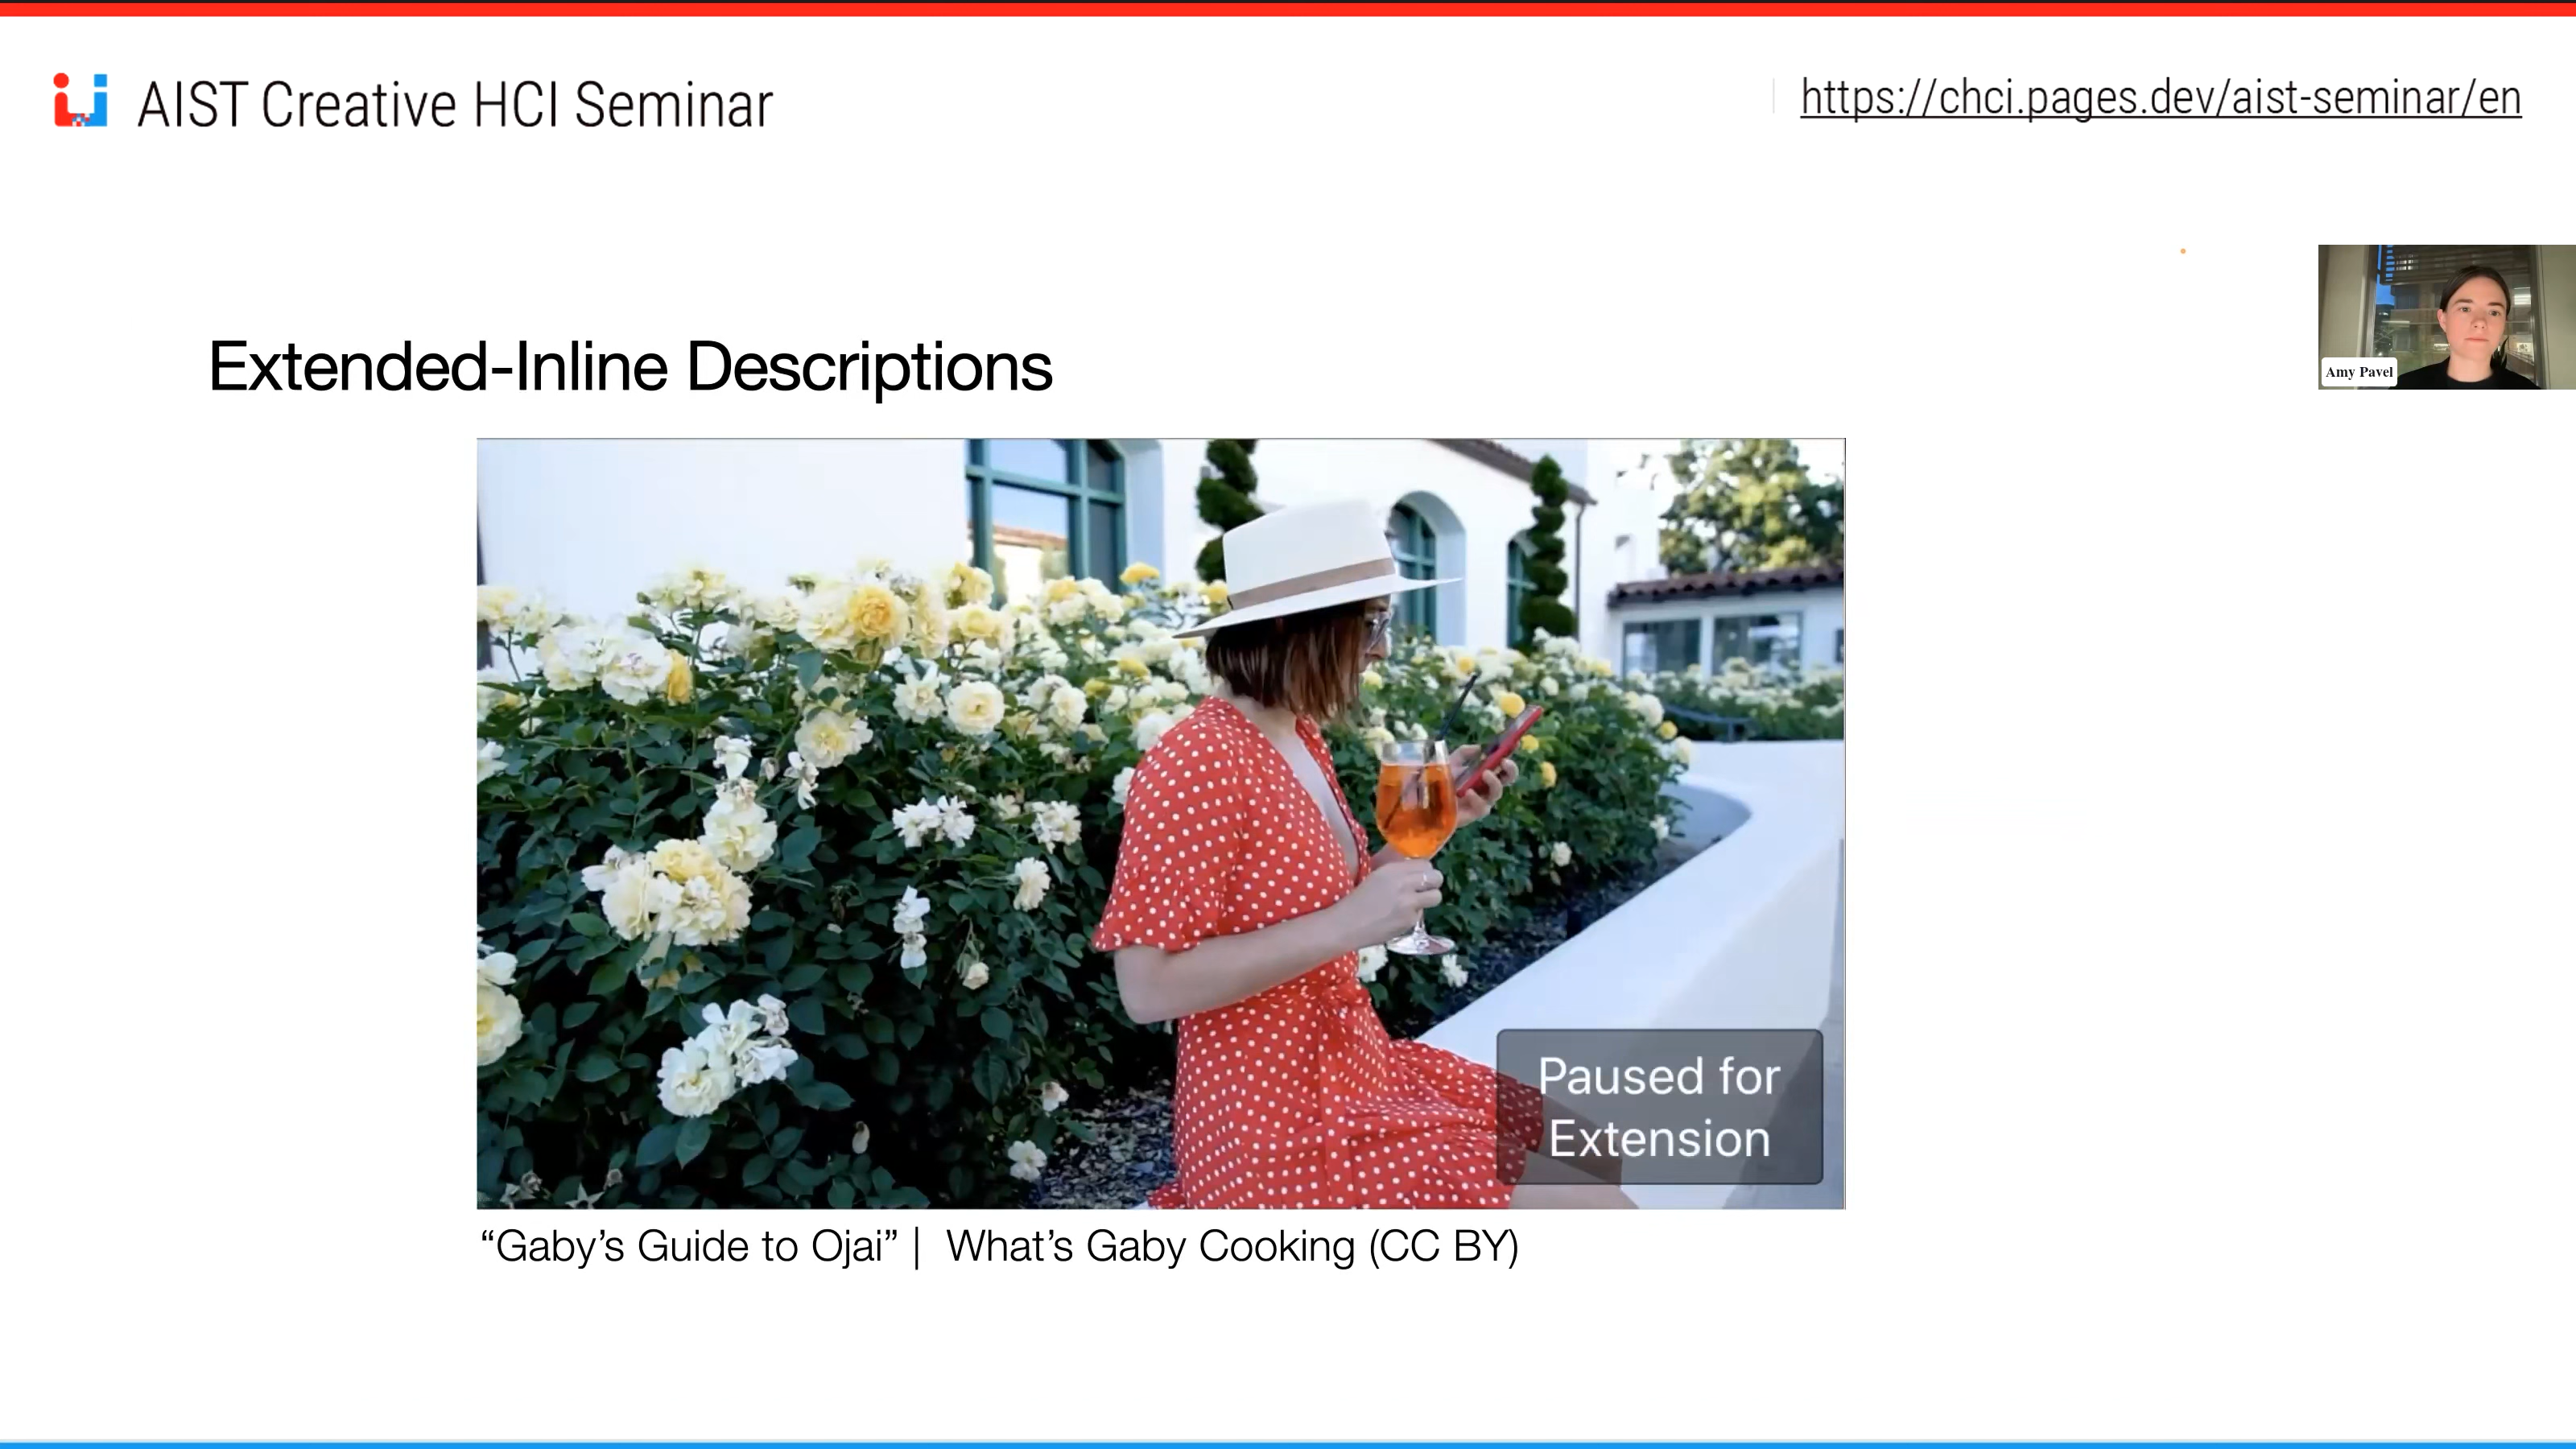 AIST Creative HCI Seminar
https://chci.pages.dev/aist-seminar/en
Amy Pavel
Extended-Inline Descriptions
Paused for
Extension
“Gaby’s Guide to Ojai” | What’s Gaby Cooking (CC BY)